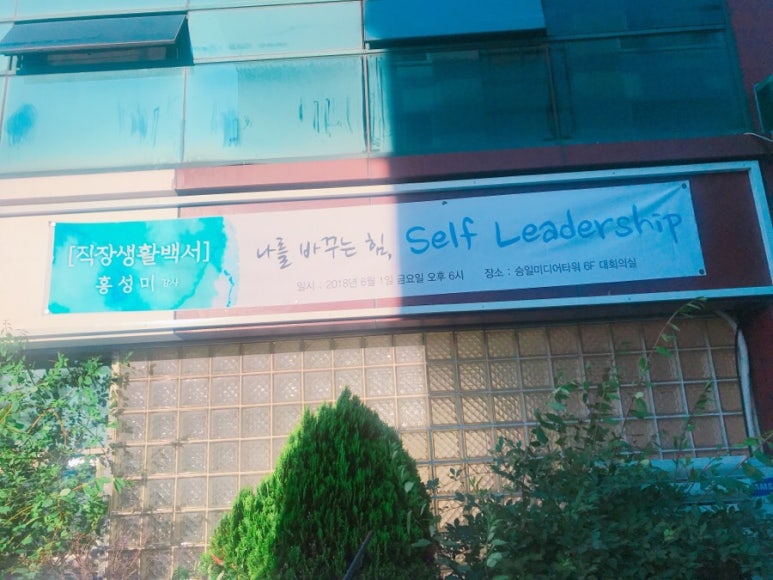 [직장생활백서]
홍성미 강사
나를 바꾸는 힘, Self Leadership
일시 : 2018년 6월 1일 금요일 오후 6시 장소 : 숨일미디어타워 6F 대회의실